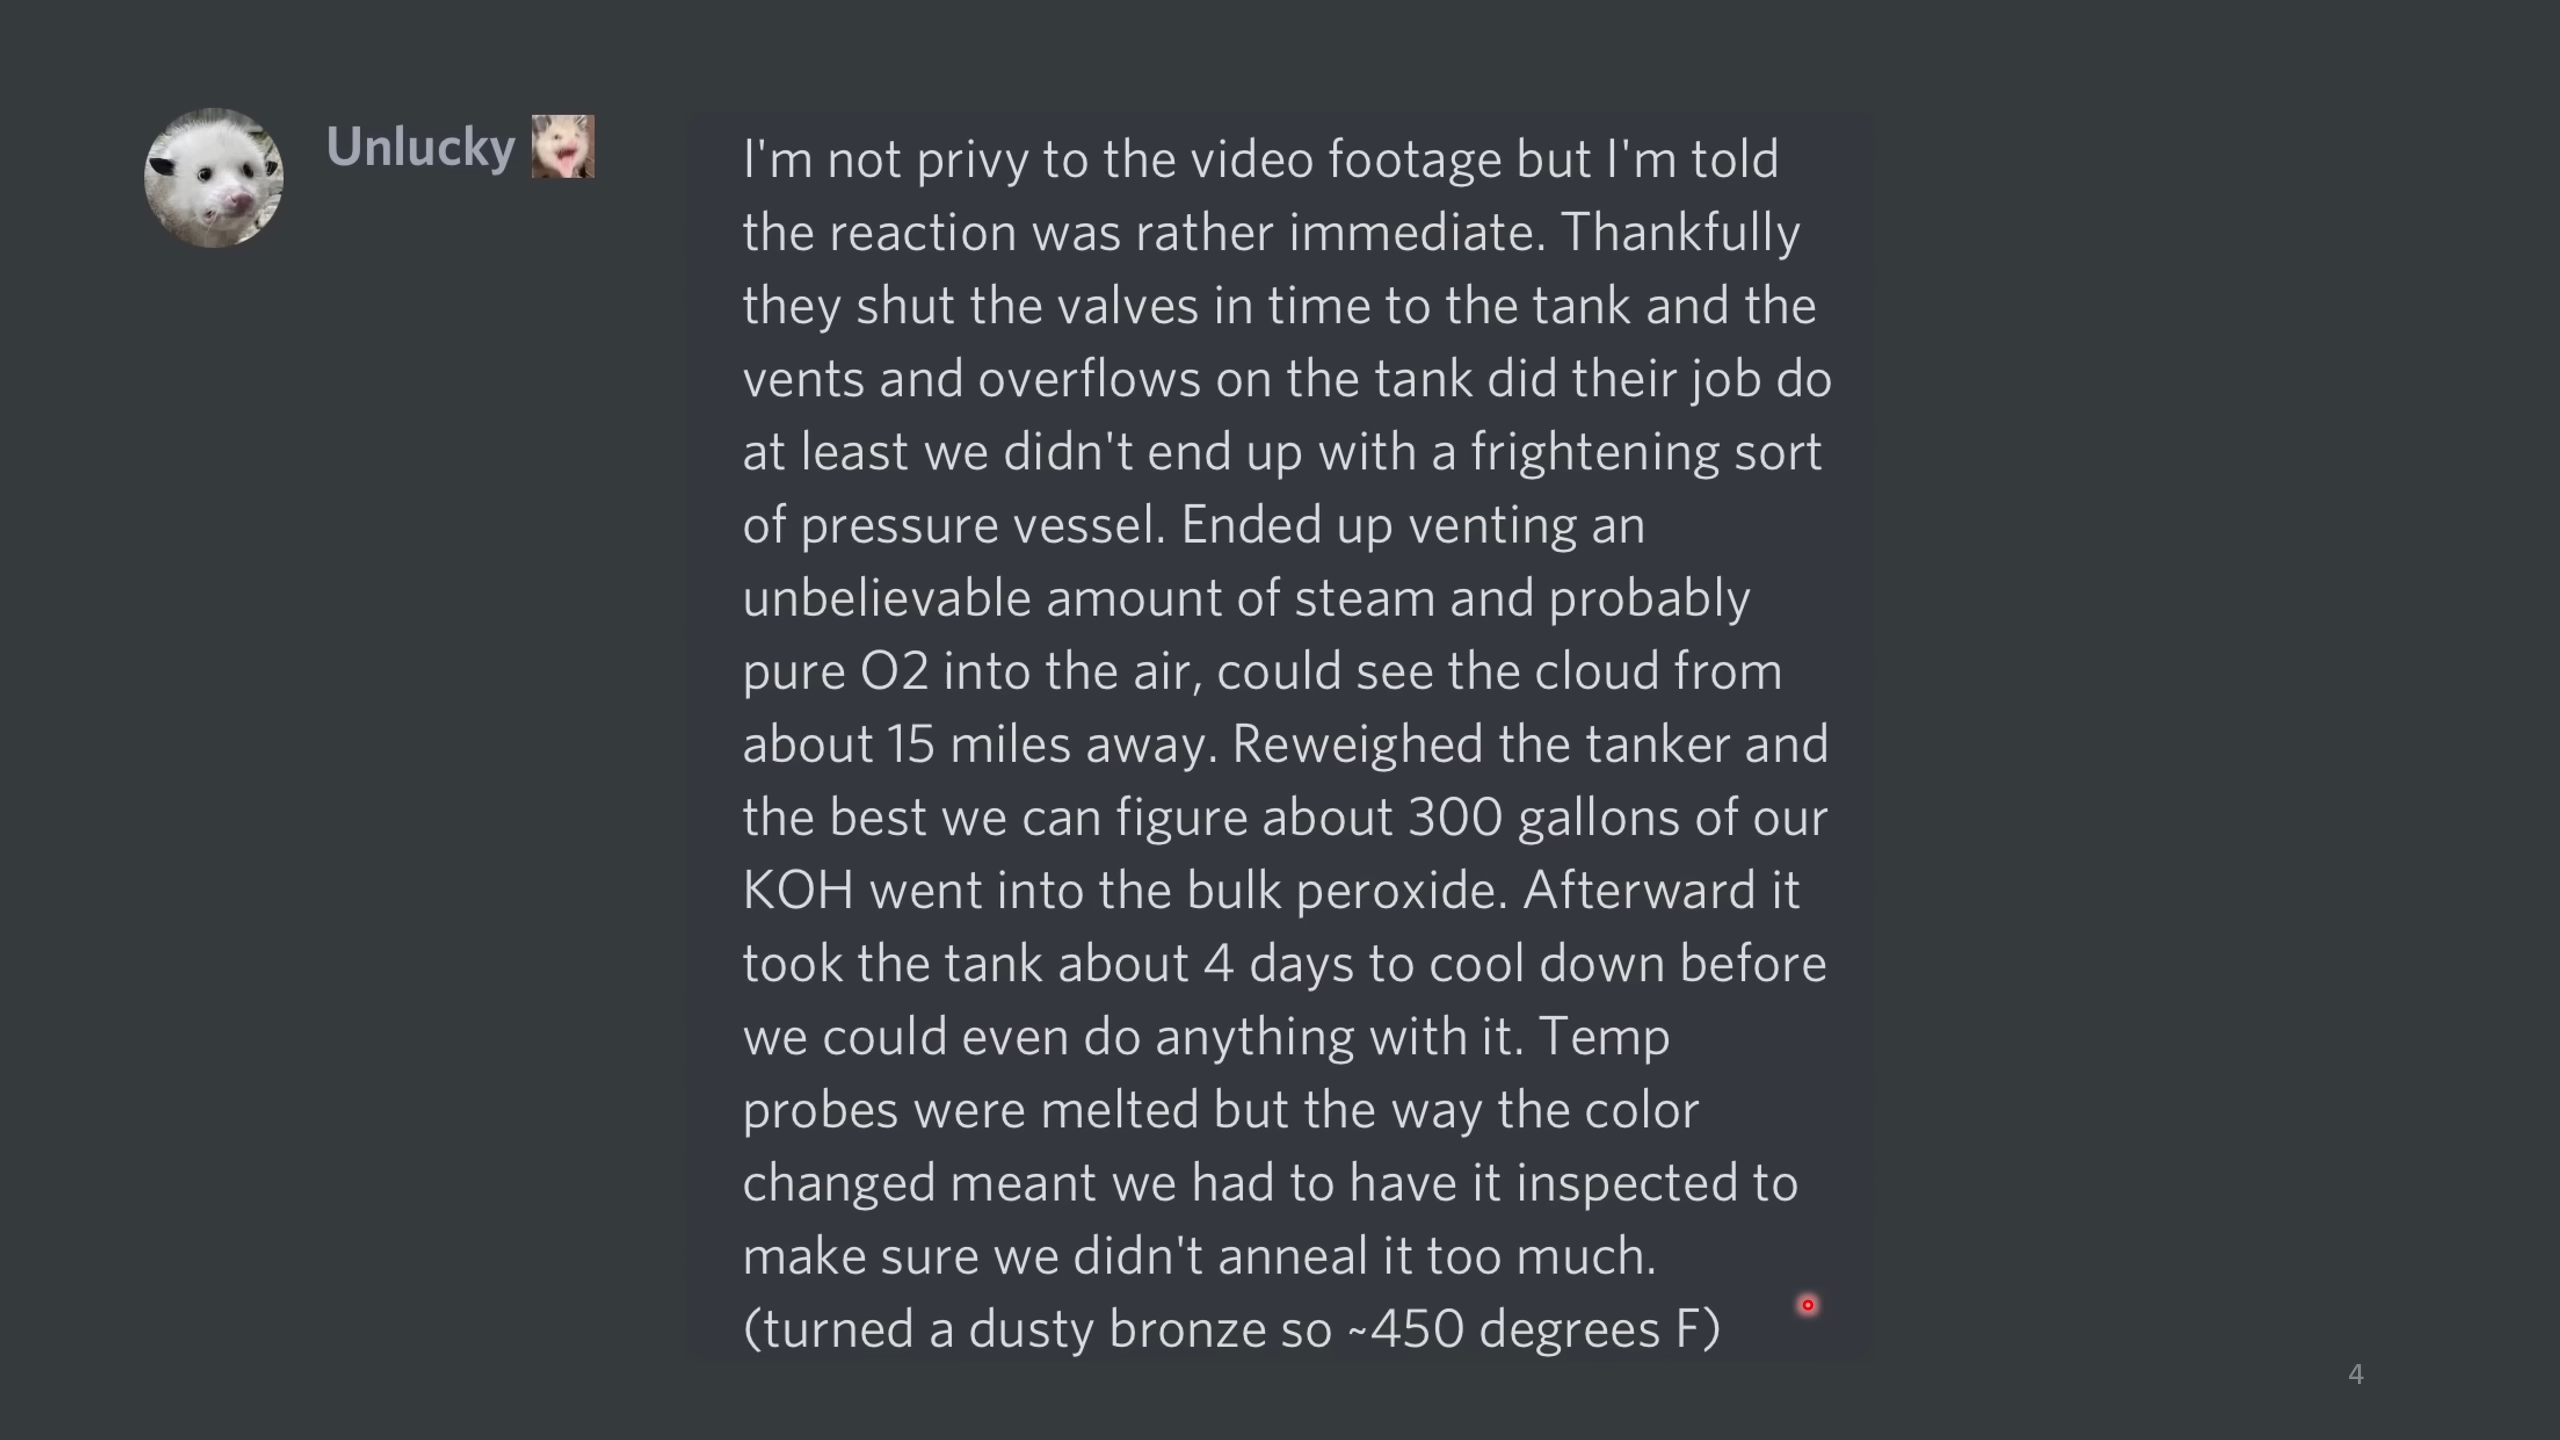 Unlucky
I'm not privy to the video footage but I'm told
the reaction was rather immediate. Thankfully
they shut the valves in time to the tank and the
vents and overflows on the tank did their job do
at least we didn't end up with a frightening sort
of pressure vessel. Ended up venting an
unbelievable amount of steam and probably
pure O2 into the air, could see the cloud from
about 15 miles away. Reweighed the tanker and
the best we can figure about 300 gallons of our
KOH went into the bulk peroxide. Afterward it
took the tank about 4 days to cool down before
we could even do anything with it. Temp
probes were melted but the way the color
changed meant we had to have it inspected to
make sure we didn't anneal it too much.
(turned a dusty bronze so ~450 degrees F)
4